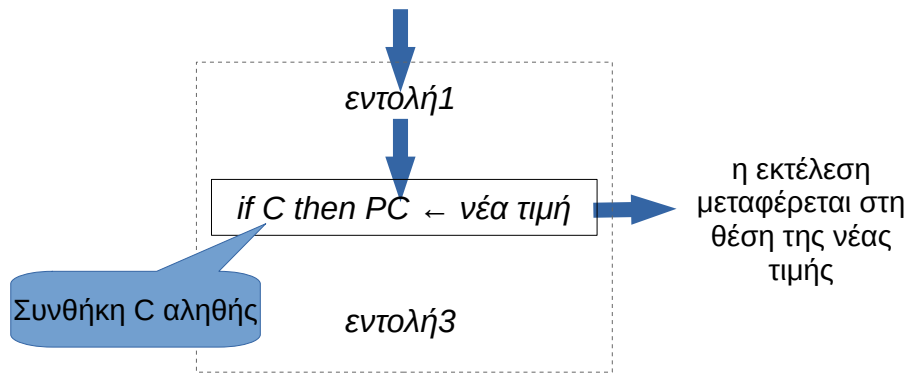 εντολή1
if C then PC ← νέα τιμή
η εκτέλεση
μεταφέρεται στη
θέση της νέας
τιμής
Συνθήκη C αληθής
εντολή3